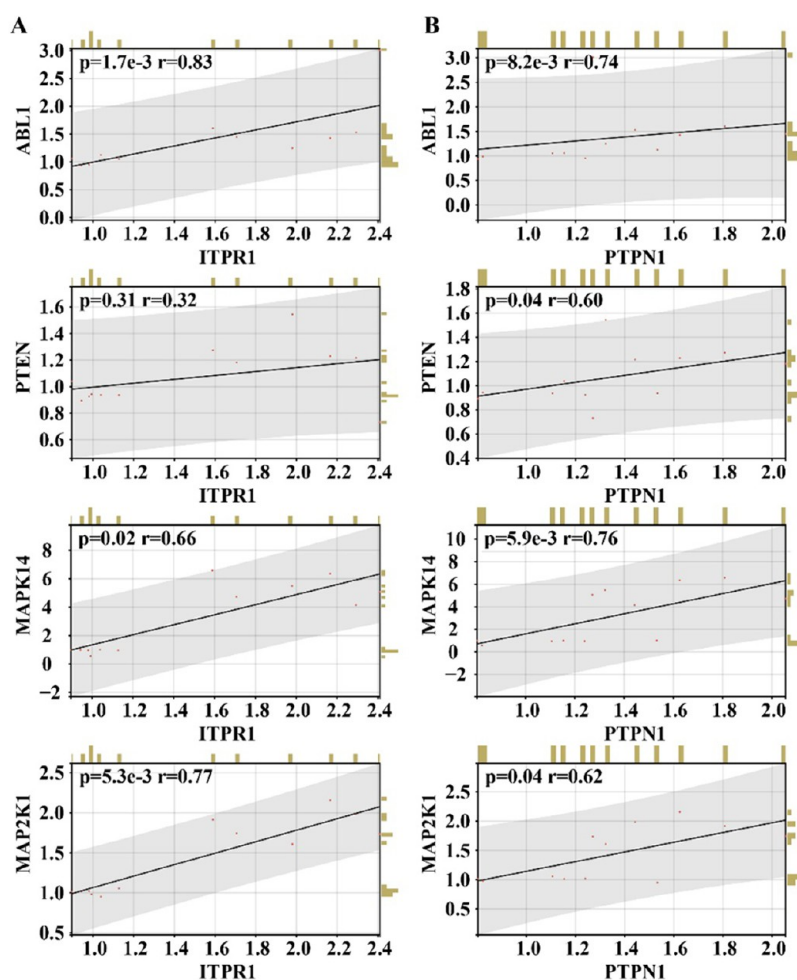 A
p=1.7e-3 r=0.83
ABL1
3.0
2.5
2.0
1.5
1.0
0.5
0.0
1.0 1.2 1.4 1.6 1.8 2.0 2.2 2.4
ITPR1
B
p=8.2e-3 r=0.74
ABL1
3.0
2.5
2.0
1.5
1.0
0.5
0.0
1.0 1.2 1.4 1.6 1.8 2.0
PTPN1
p=0.31 r=0.32
PTEN
1.6
1.4
1.2
1.0
0.8
0.6
1.0 1.2 1.4 1.6 1.8 2.0 2.2 2.4
ITPR1
p=0.04 r=0.60
PTEN
1.8
1.6
1.4
1.2
1.0
0.8
0.6
0.4
1.0 1.2 1.4 1.6 1.8 2.0
PTPN1
p=0.02 r=0.66
MAPK14
8
6
4
2
0
−2
1.0 1.2 1.4 1.6 1.8 2.0 2.2 2.4
ITPR1
p=5.9e-3 r=0.76
MAPK14
10
8
6
4
2
0
−2
1.0 1.2 1.4 1.6 1.8 2.0
PTPN1
p=5.3e-3 r=0.77
MAP2K1
2.5
2.0
1.5
1.0
0.5
1.0 1.2 1.4 1.6 1.8 2.0 2.2 2.4
ITPR1
p=0.04 r=0.62
MAP2K1
2.5
2.0
1.5
1.0
0.5
1.0 1.2 1.4 1.6 1.8 2.0
PTPN1